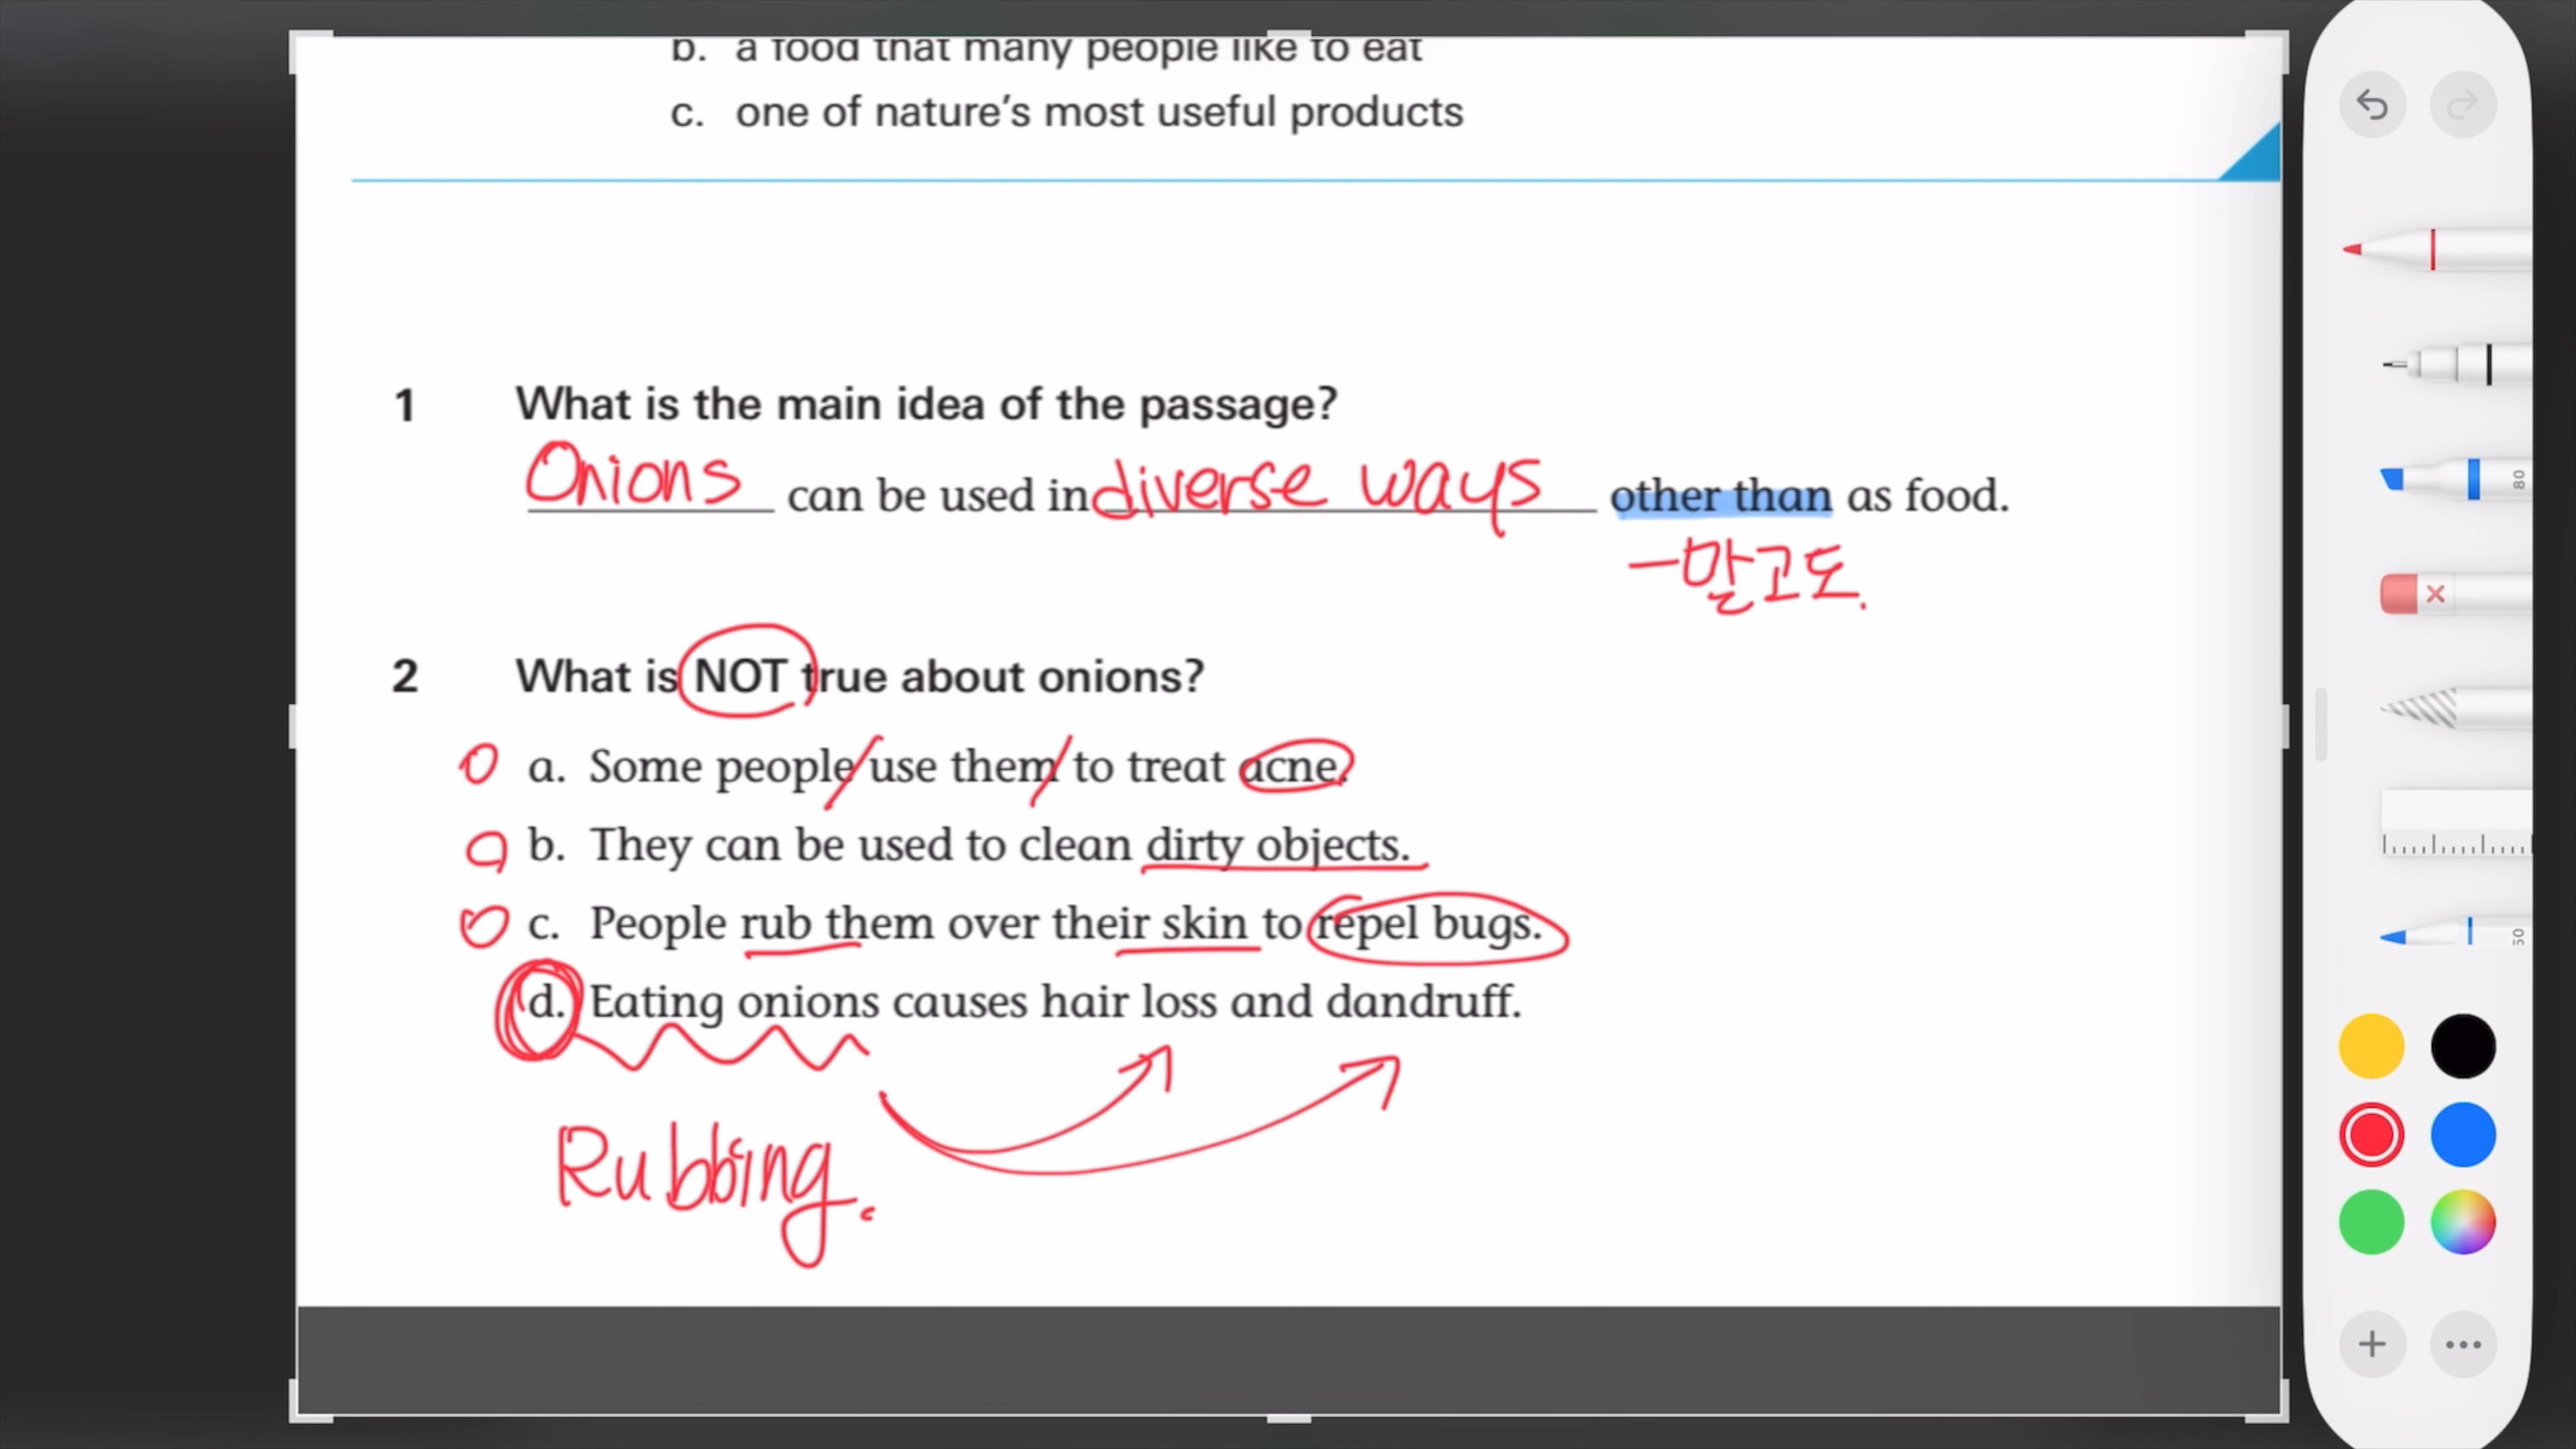 b. a food that many people like to eat
c. one of nature's most useful products
1 What is the main idea of the passage?
Onions can be used in diverse ways other than as food.
-말고도.
2 What is NOT true about onions?
O a. Some people/use them/to treat acne.
O b. They can be used to clean dirty objects.
O c. People rub them over their skin to repel bugs.
d. Eating onions causes hair loss and dandruff.
Rubbing.
80
50